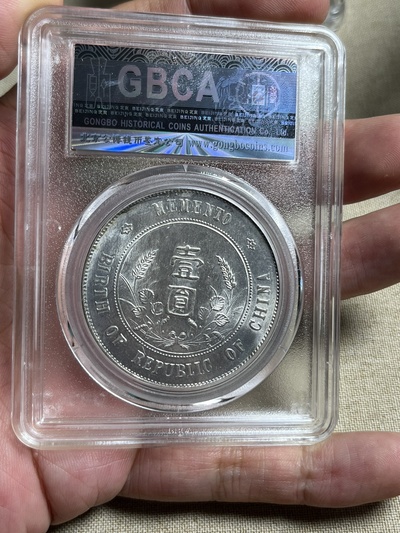 GBCA
GONGBO HISTORICAL COINS AUTHENTICATION Co., Ltd.
www.gongbocoins.com
MEMENTO
壹圓
BIRTH OF REPUBLIC OF CHINA